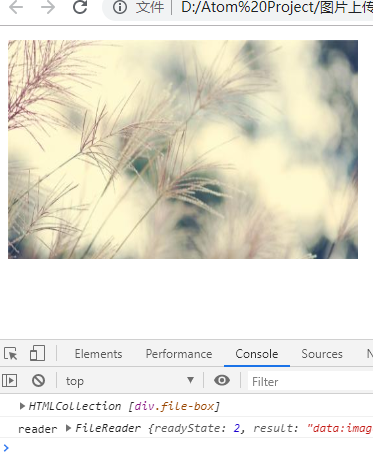 文件 D:/Atom%20Project/图片上传
Elements Performance Console Sources N
top Filter
HTMLCollection [div.file-box]
reader FileReader {readyState: 2, result: "data:imag